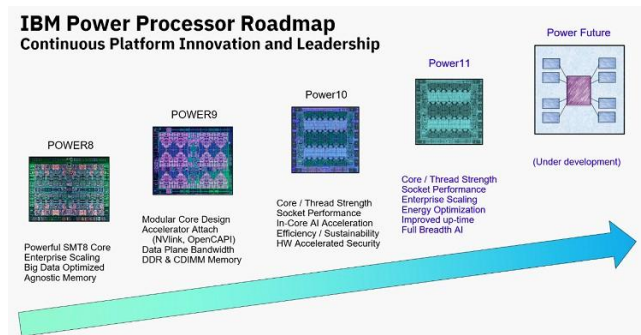 IBM Power Processor Roadmap
Continuous Platform Innovation and Leadership
POWER8
Powerful SMT8 Core
Enterprise Scaling
Big Data Optimized
Agnostic Memory
POWER9
Modular Core Design
Accelerator Attach
(NVlink, OpenCAPI)
Data Plane Bandwidth
DDR & CDIMM Memory
Power10
Core / Thread Strength
Socket Performance
In-Core AI Acceleration
Efficiency / Sustainability
HW Accelerated Security
Power11
Core / Thread Strength
Socket Performance
Enterprise Scaling
Energy Optimization
Improved up-time
Full Breadth AI
Power Future
(Under development)